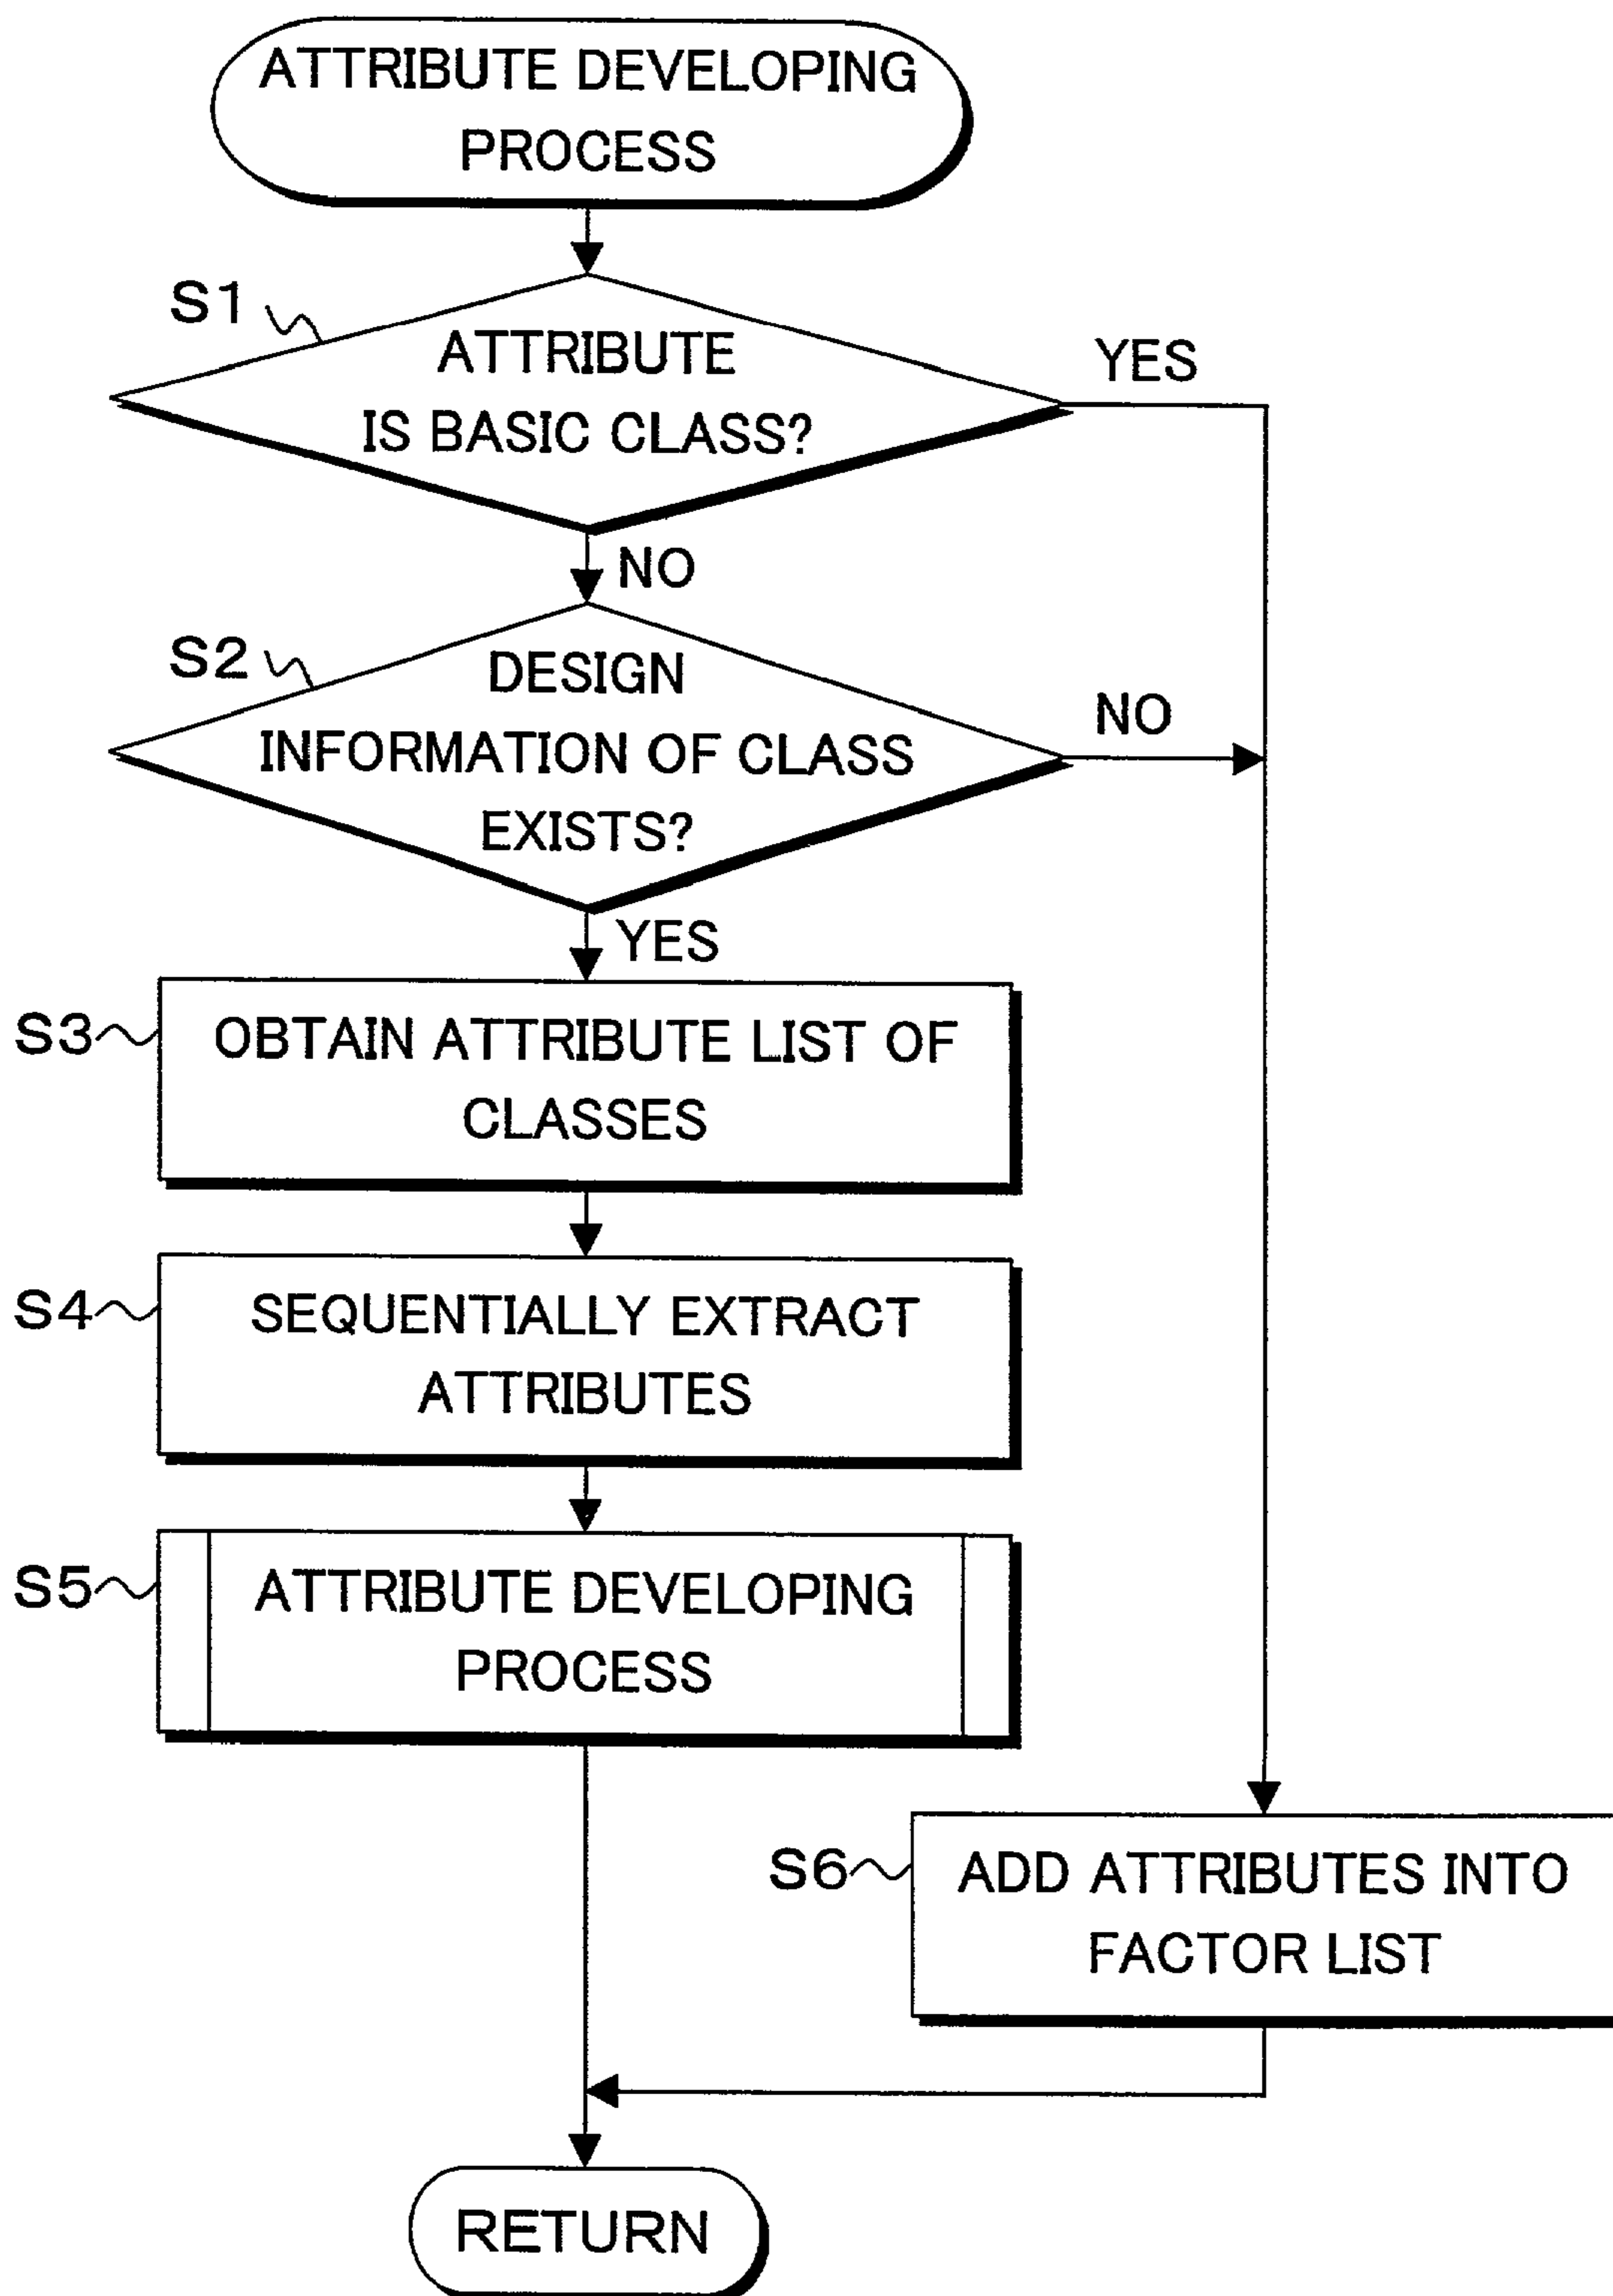 ATTRIBUTE DEVELOPING
PROCESS
S1
ATTRIBUTE
IS BASIC CLASS?
YES
NO
S2
DESIGN
INFORMATION OF CLASS
EXISTS?
NO
YES
S3
OBTAIN ATTRIBUTE LIST OF
CLASSES
S4
SEQUENTIALLY EXTRACT
ATTRIBUTES
S5
ATTRIBUTE DEVELOPING
PROCESS
S6
ADD ATTRIBUTES INTO
FACTOR LIST
RETURN